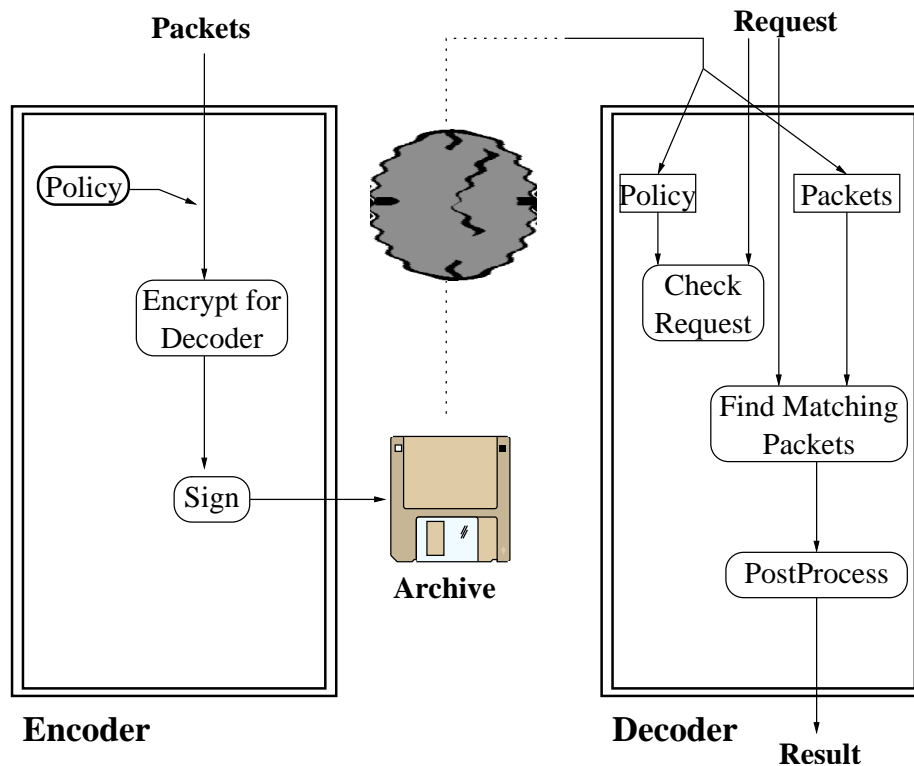 Packets
Policy
Encrypt for
Decoder
Sign
Encoder
Archive
Request
Policy
Packets
Check
Request
Find Matching
Packets
PostProcess
Decoder
Result